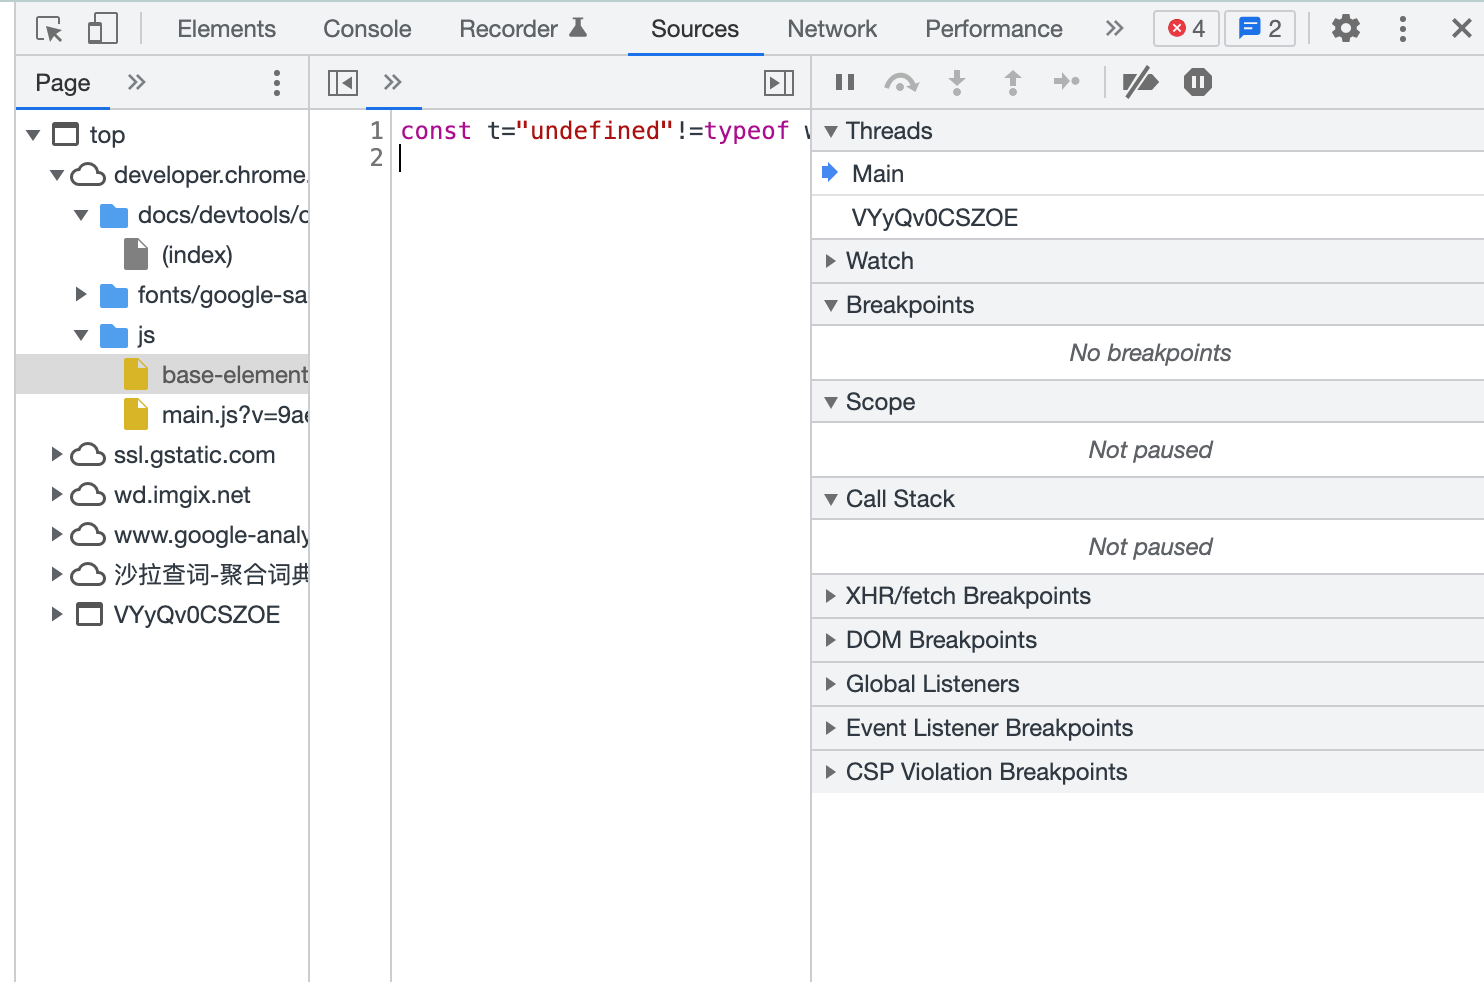 Elements Console Recorder Sources Network Performance 4 2
Page
top
developer.chrome.
docs/devtools/
(index)
fonts/google-sa
js
base-element
main.js?v=9ae
ssl.gstatic.com
wd.imgix.net
www.google-analy
沙拉查词-聚合词典
VYyQv0CSZOE
1 const t="undefined"!=typeof w
2
Threads
Main
VYyQv0CSZOE
Watch
Breakpoints
No breakpoints
Scope
Not paused
Call Stack
Not paused
XHR/fetch Breakpoints
DOM Breakpoints
Global Listeners
Event Listener Breakpoints
CSP Violation Breakpoints